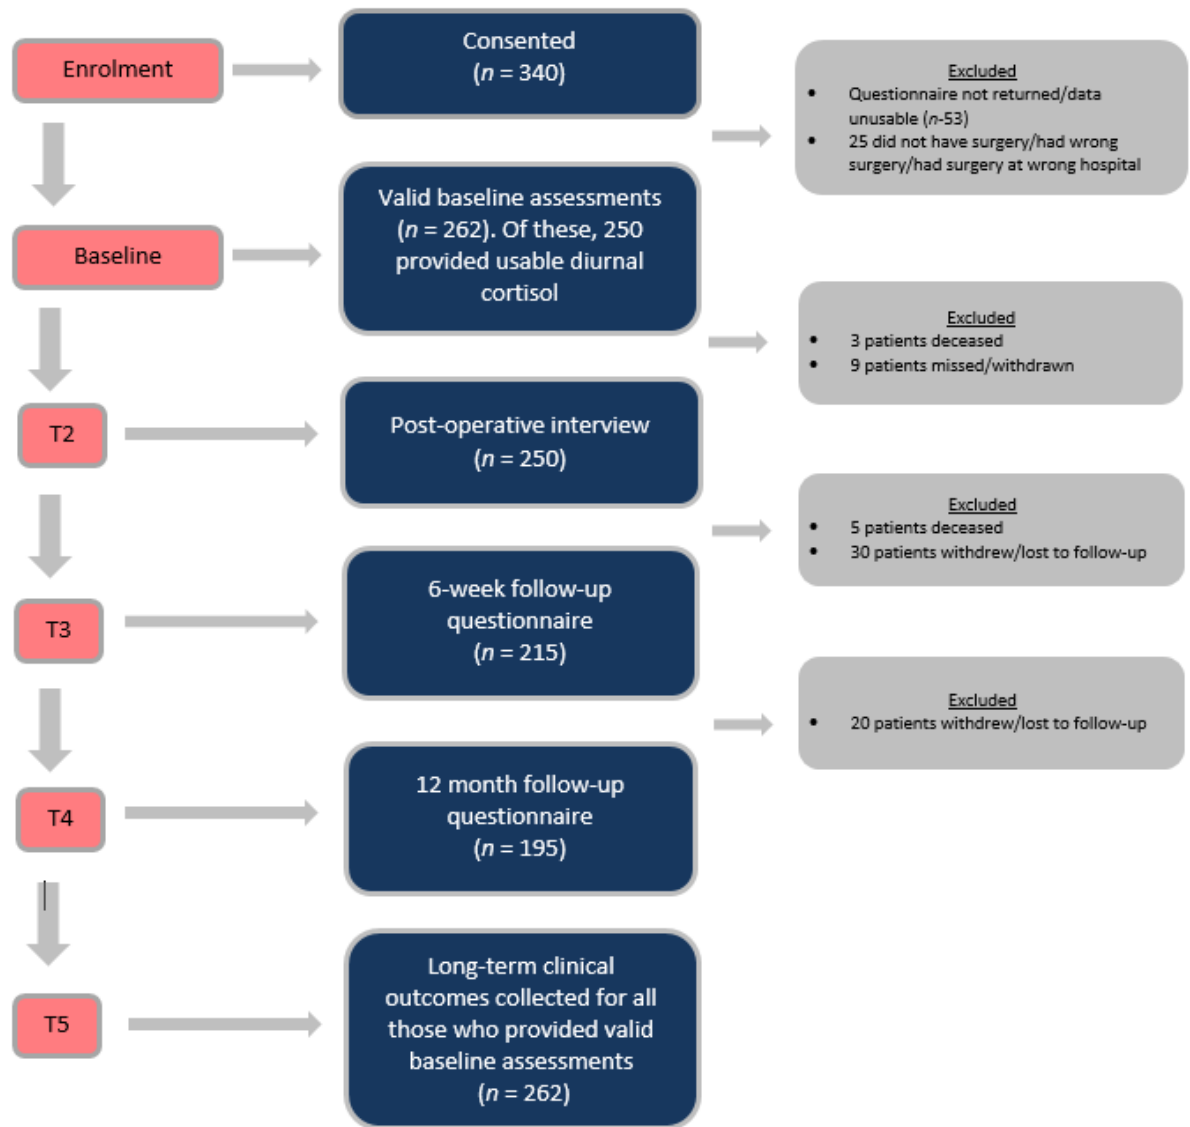 Enrolment
Consented
(n = 340)
Excluded
• Questionnaire not returned/data
unusable (n-53)
• 25 did not have surgery/had wrong
surgery/had surgery at wrong hospital
Baseline
Valid baseline assessments
(n = 262). Of these, 250
provided usable diurnal
cortisol
Excluded
• 3 patients deceased
• 9 patients missed/withdrawn
T2
Post-operative interview
(n = 250)
Excluded
• 5 patients deceased
• 30 patients withdrew/lost to follow-up
T3
6-week follow-up
questionnaire
(n = 215)
Excluded
• 20 patients withdrew/lost to follow-up
T4
12 month follow-up
questionnaire
(n = 195)
T5
Long-term clinical
outcomes collected for all
those who provided valid
baseline assessments
(n = 262)